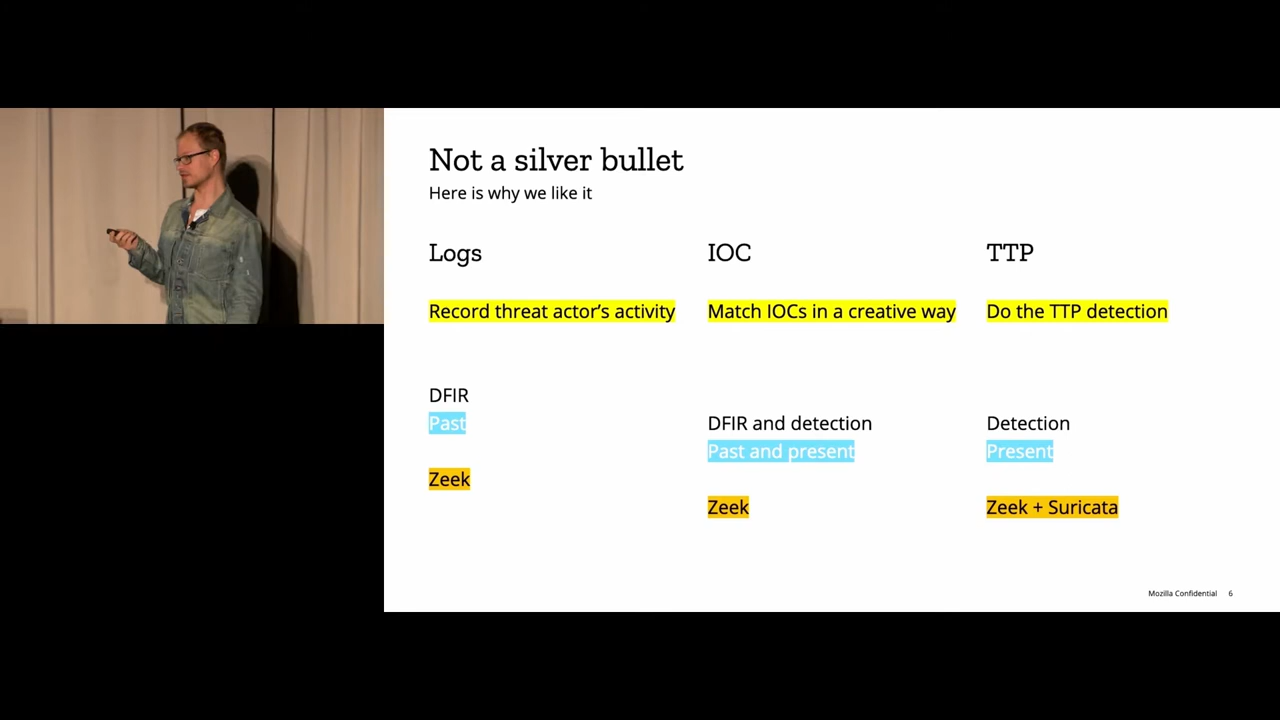 Not a silver bullet
Here is why we like it
Logs
Record threat actor’s activity
DFIR
Past
Zeek
IOC
Match IOCs in a creative way
DFIR and detection
Past and present
Zeek
TTP
Do the TTP detection
Detection
Present
Zeek + Suricata
Mozilla Confidential 6